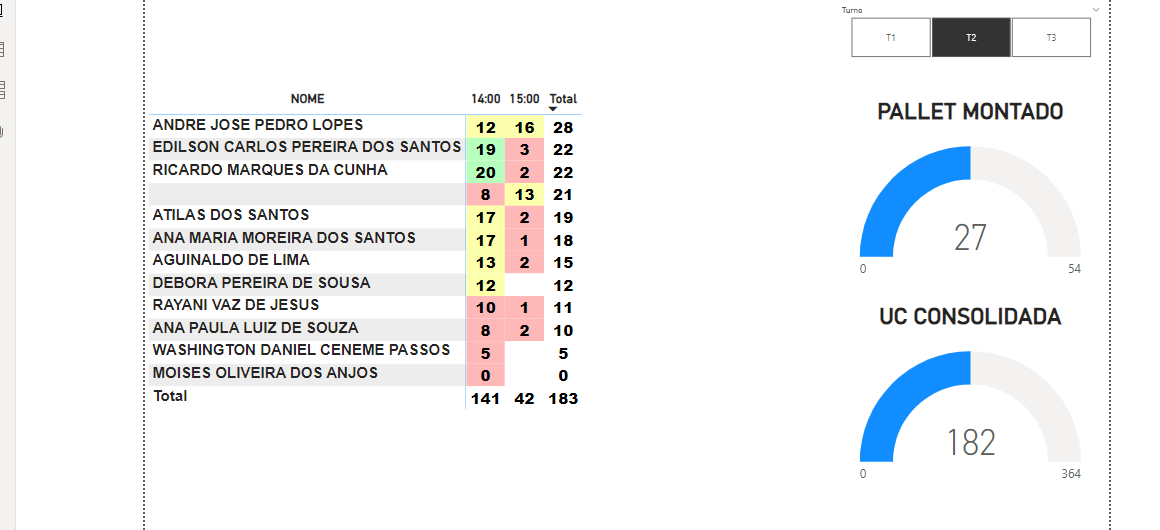 Turno
T1 T2 T3
NOME 14:00 15:00 Total
ANDRE JOSE PEDRO LOPES 12 16 28
EDILSON CARLOS PEREIRA DOS SANTOS 19 3 22
RICARDO MARQUES DA CUNHA 20 2 22
8 13 21
ATILAS DOS SANTOS 17 2 19
ANA MARIA MOREIRA DOS SANTOS 17 1 18
AGUINALDO DE LIMA 13 2 15
DEBORA PEREIRA DE SOUSA 12 12
RAYANI VAZ DE JESUS 10 1 11
ANA PAULA LUIZ DE SOUZA 8 2 10
WASHINGTON DANIEL CENEME PASSOS 5 5
MOISES OLIVEIRA DOS ANJOS 0 0
Total 141 42 183
PALLET MONTADO
27
0 54
UC CONSOLIDADA
182
0 364